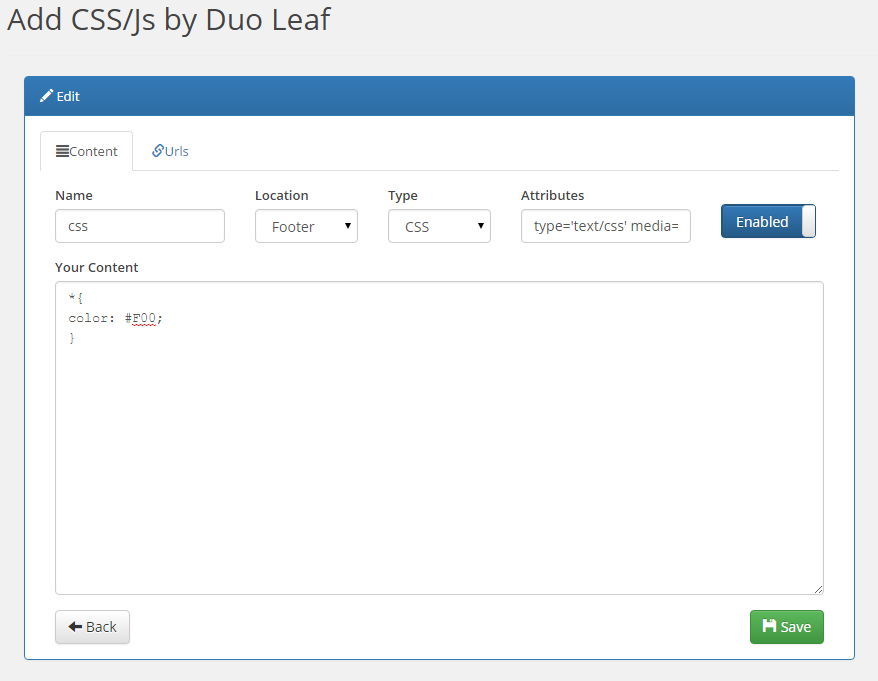 Add CSS/Js by Duo Leaf
Edit
Content Urls
Name Location Type Attributes
css Footer CSS type='text/css' media= Enabled
Your Content
*{
color: #F00;
}
Back Save